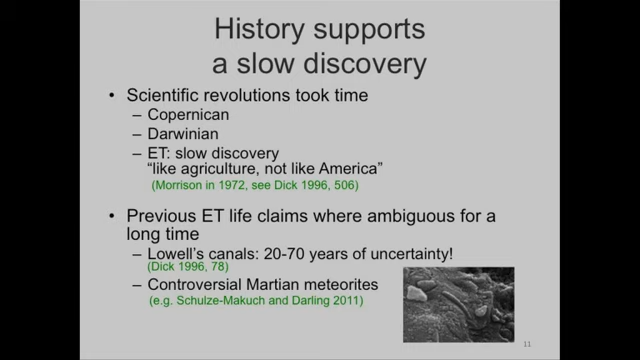 History supports
a slow discovery
• Scientific revolutions took time
– Copernican
– Darwinian
– ET: slow discovery
"like agriculture, not like America"
(Morrison in 1972, see Dick 1996, 506)
• Previous ET life claims where ambiguous for a
long time
– Lowell's canals: 20-70 years of uncertainty!
(Dick 1996, 78)
– Controversial Martian meteorites
(e.g. Schulze-Makuch and Darling 2011)
11